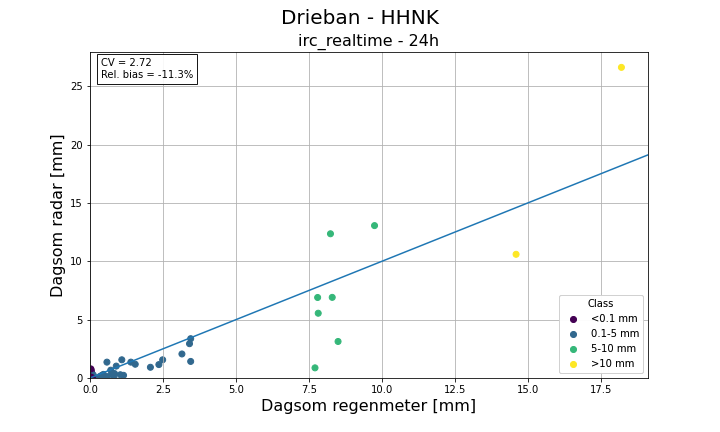 Drieban - HHNK
irc_realtime - 24h
CV = 2.72
Rel. bias = -11.3%
Dagsom radar [mm]
25
20
15
10
5
0
0.0 2.5 5.0 7.5 10.0 12.5 15.0 17.5
Dagsom regenmeter [mm]
Class
<0.1 mm
0.1-5 mm
5-10 mm
>10 mm